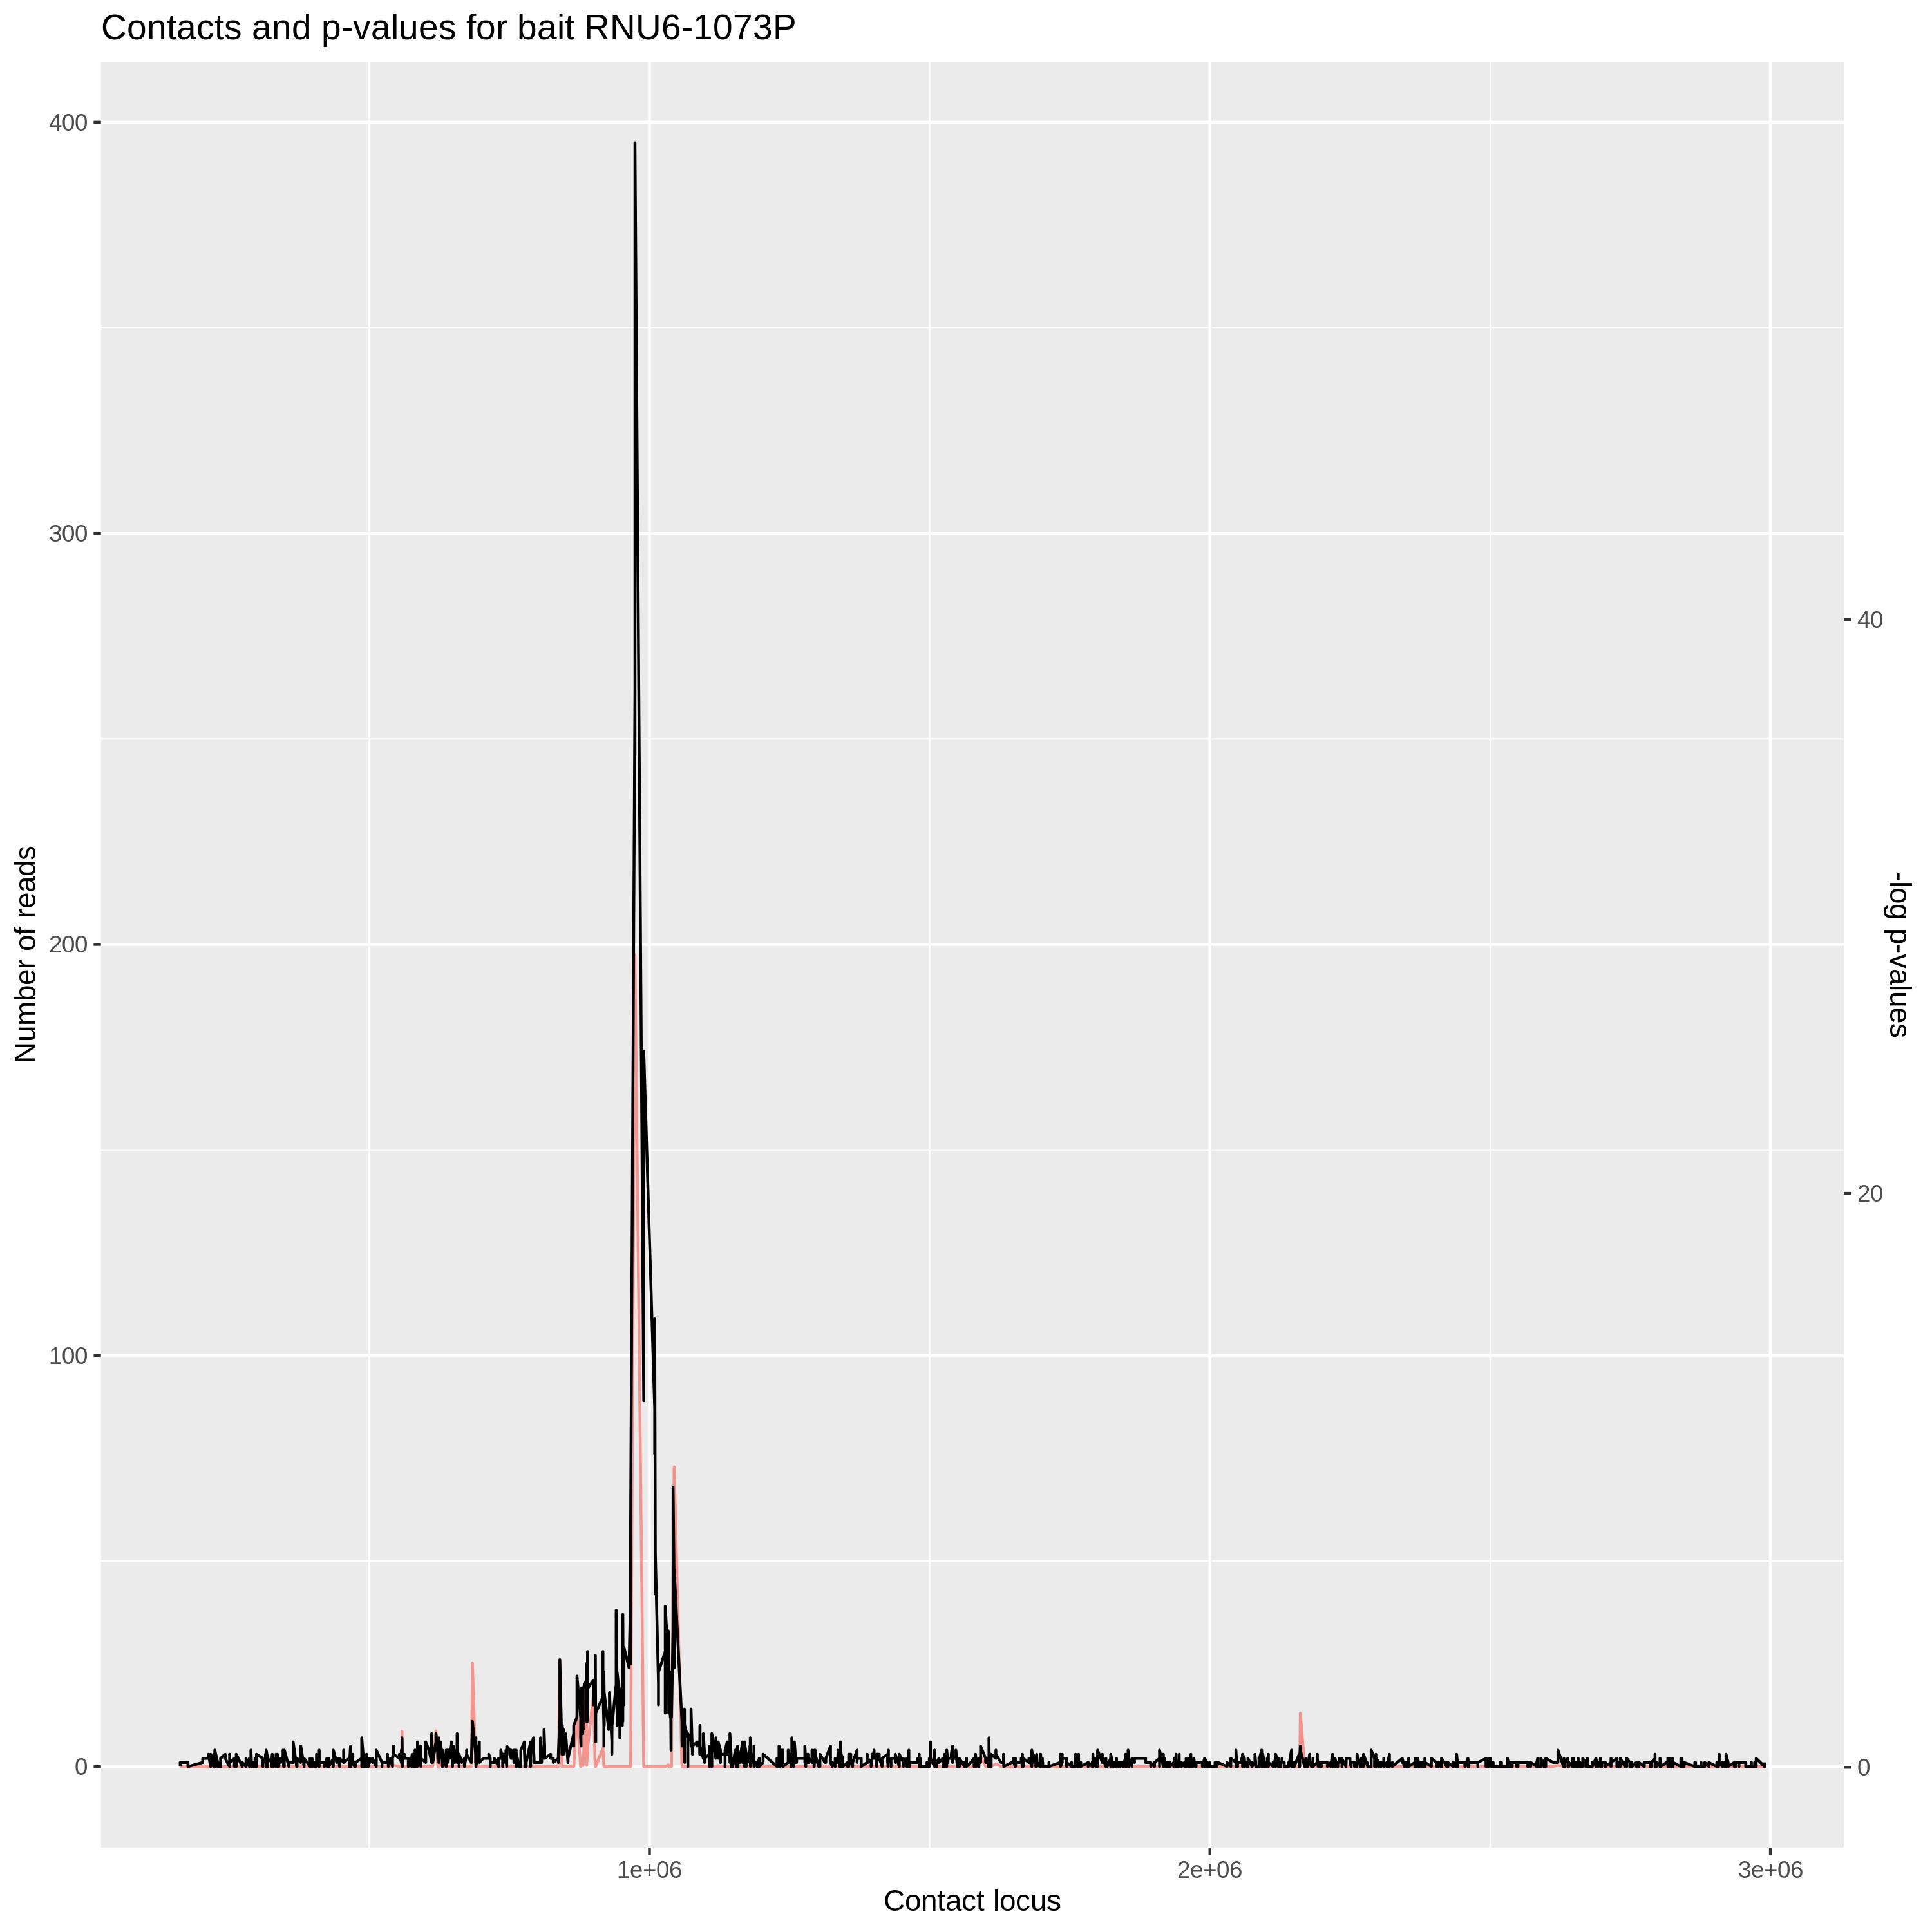 Contacts and p-values for bait RNU6-1073P
400
300
200
100
0
Number of reads
40
20
0
-log p-values
1e+06
2e+06
3e+06
Contact locus